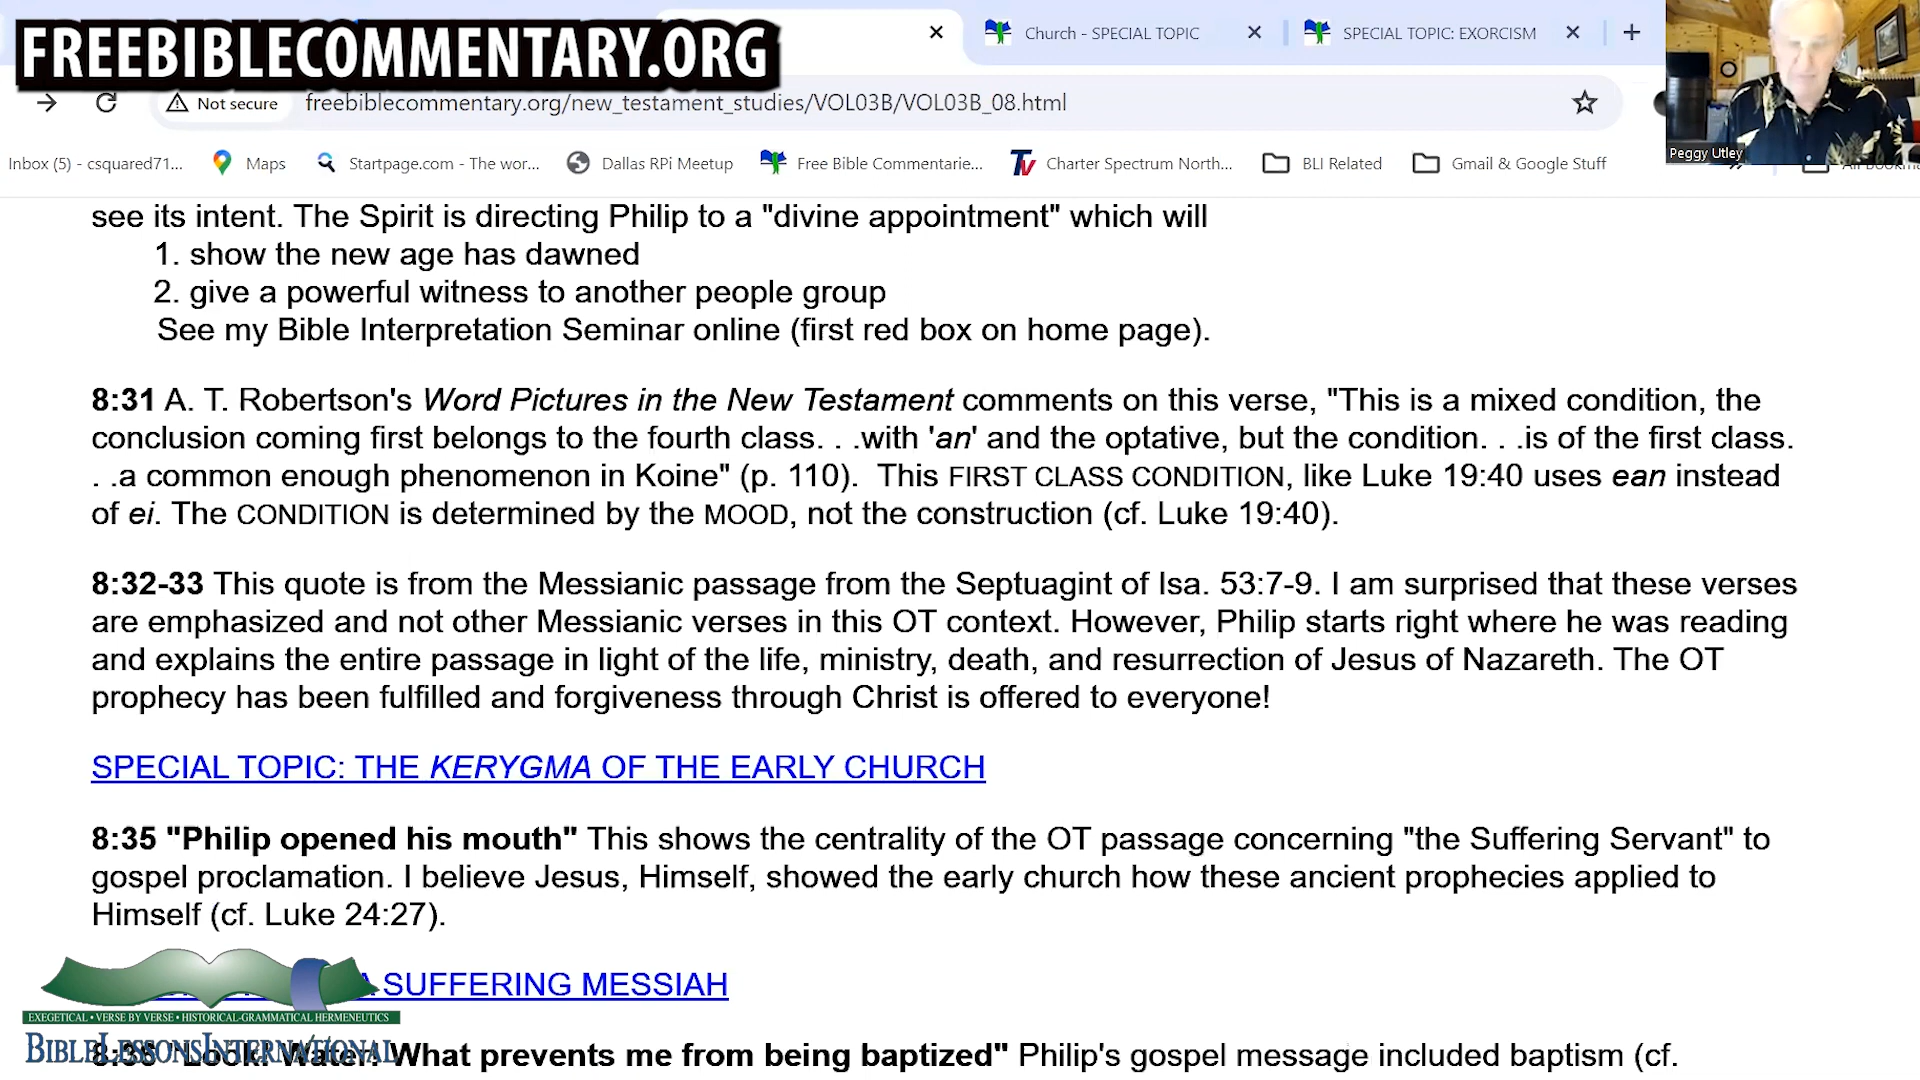 FREEBIBLECOMMENTARY.ORG
Church - SPECIAL TOPIC
SPECIAL TOPIC: EXORCISM
Not secure
freebiblecommentary.org/new_testament_studies/VOL03B/VOL03B_08.html
Peggy Utley
Inbox (5) - csquared71...
Maps
Startpage.com - The wor...
Dallas RPi Meetup
Free Bible Commentarie...
Charter Spectrum North...
BLI Related
Gmail & Google Stuff
see its intent. The Spirit is directing Philip to a "divine appointment" which will
1. show the new age has dawned
2. give a powerful witness to another people group
See my Bible Interpretation Seminar online (first red box on home page).
8:31 A. T. Robertson's Word Pictures in the New Testament comments on this verse, "This is a mixed condition, the
conclusion coming first belongs to the fourth class. . .with 'an' and the optative, but the condition. . .is of the first class.
. .a common enough phenomenon in Koine" (p. 110). This FIRST CLASS CONDITION, like Luke 19:40 uses ean instead
of ei. The CONDITION is determined by the MOOD, not the construction (cf. Luke 19:40).
8:32-33 This quote is from the Messianic passage from the Septuagint of Isa. 53:7-9. I am surprised that these verses
are emphasized and not other Messianic verses in this OT context. However, Philip starts right where he was reading
and explains the entire passage in light of the life, ministry, death, and resurrection of Jesus of Nazareth. The OT
prophecy has been fulfilled and forgiveness through Christ is offered to everyone!
SPECIAL TOPIC: THE KERYGMA OF THE EARLY CHURCH
8:35 "Philip opened his mouth" This shows the centrality of the OT passage concerning "the Suffering Servant" to
gospel proclamation. I believe Jesus, Himself, showed the early church how these ancient prophecies applied to
Himself (cf. Luke 24:27).
A SUFFERING MESSIAH
EXEGETICAL • VERSE BY VERSE • HISTORICAL-GRAMMATICAL HERMENEUTICS
BIBLELESSONSINTERNATIONAL
8:36 "Look! Water! What prevents me from being baptized" Philip's gospel message included baptism (cf.